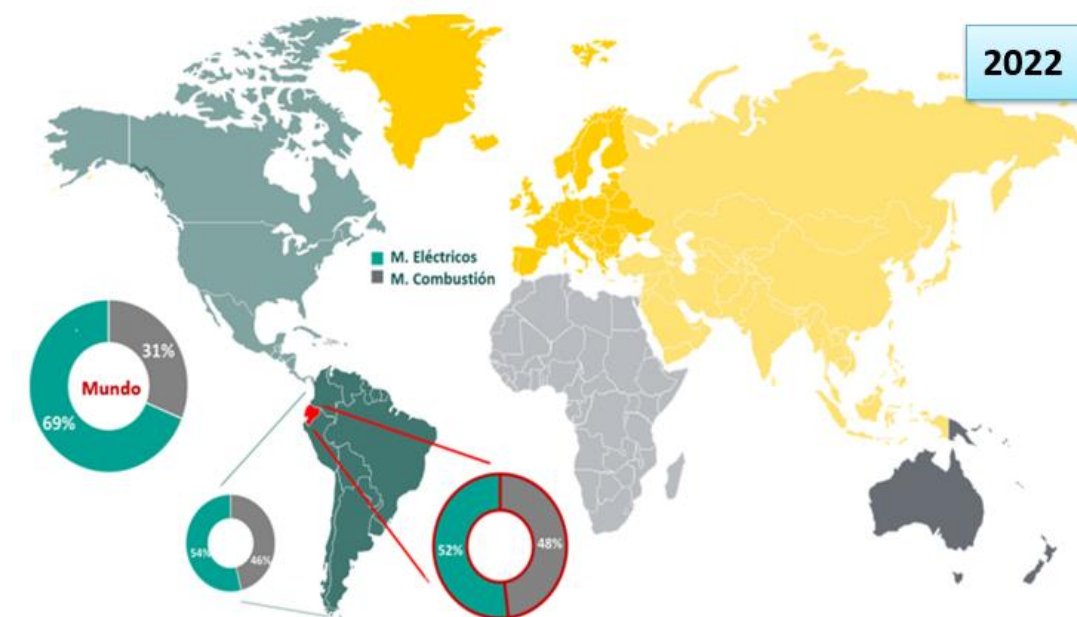 2022
M. Eléctricos
M. Combustión
31%
Mundo
69%
54%
46%
52%
48%